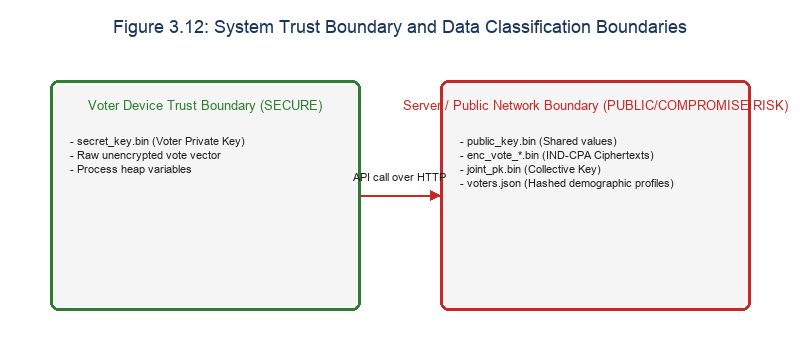 Figure 3.12: System Trust Boundary and Data Classification Boundaries
Voter Device Trust Boundary (SECURE)
- secret_key.bin (Voter Private Key)
- Raw unencrypted vote vector
- Process heap variables
API call over HTTP
Server / Public Network Boundary (PUBLIC/COMPROMISE RISK)
- public_key.bin (Shared values)
- enc_vote_*.bin (IND-CPA Ciphertexts)
- joint_pk.bin (Collective Key)
- voters.json (Hashed demographic profiles)